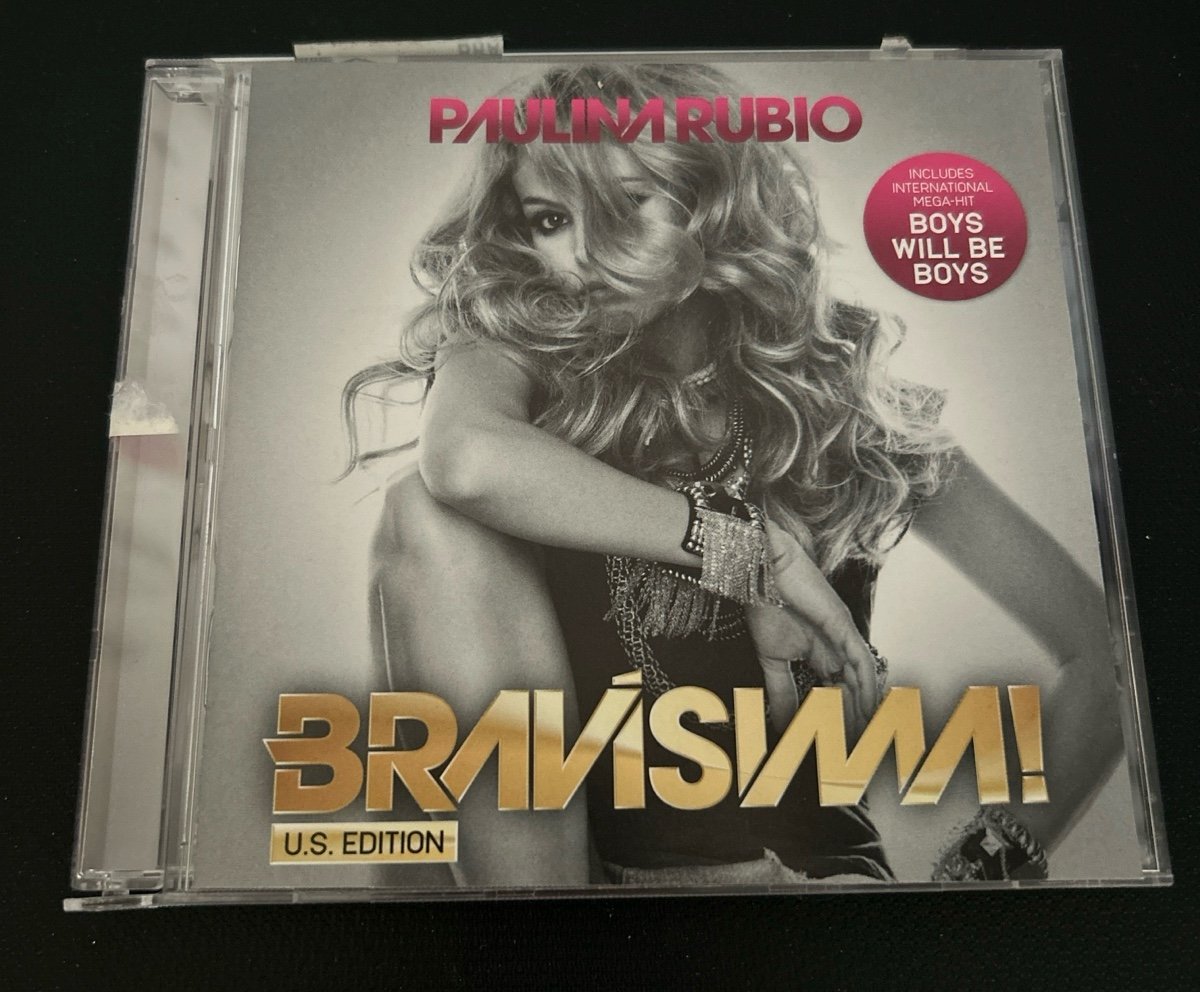 PAULINA RUBIO
INCLUDES
INTERNATIONAL
MEGA-HIT
BOYS
WILL BE
BOYS
BRAVÍSIMA!
U.S. EDITION